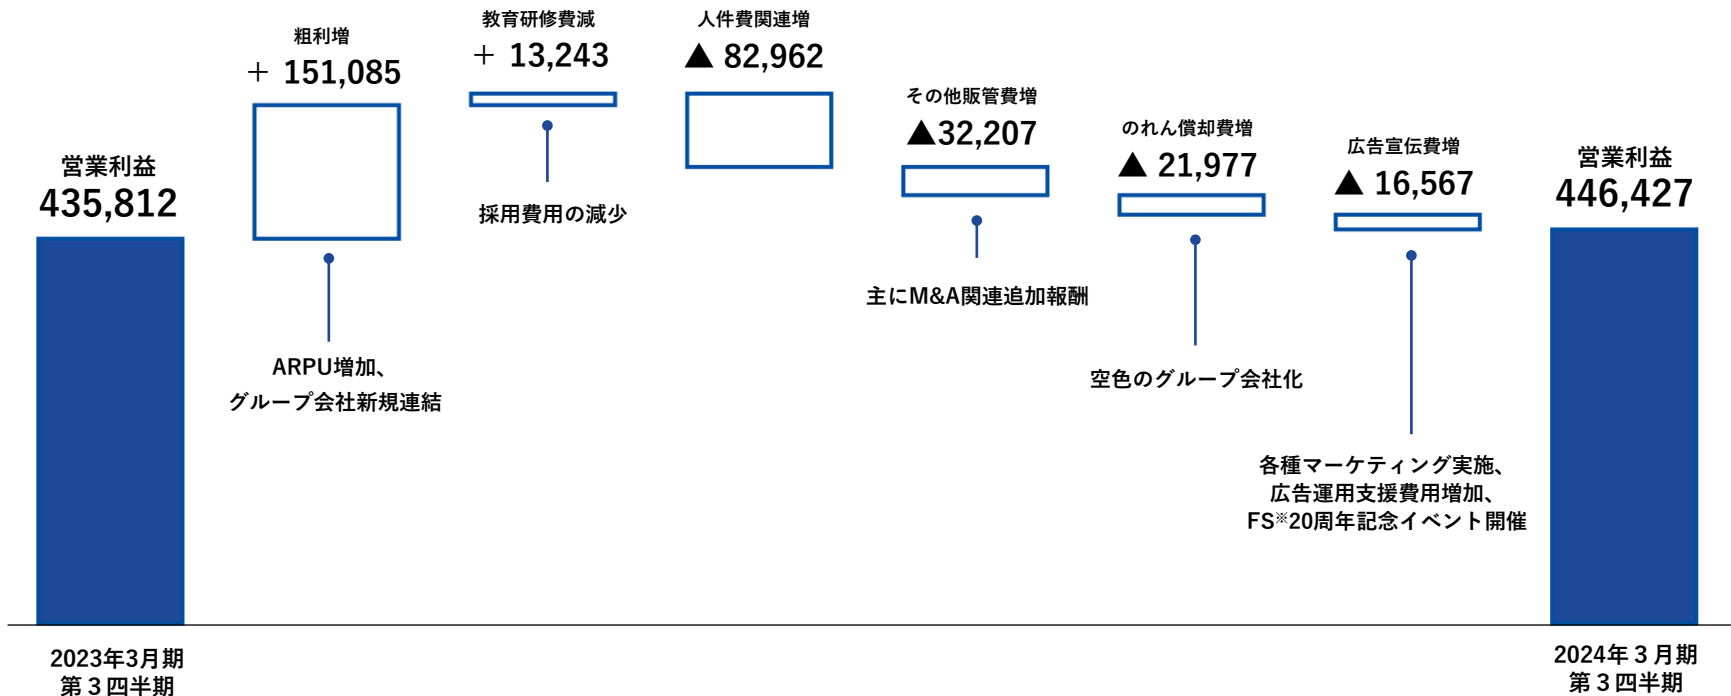 営業利益
435,812
粗利増
＋ 151,085
教育研修費減
＋ 13,243
人件費関連増
▲ 82,962
その他販管費増
▲32,207
のれん償却費増
▲ 21,977
広告宣伝費増
▲ 16,567
営業利益
446,427
ARPU増加、
グループ会社新規連結
採用費用の減少
主にM&A関連追加報酬
空色のグループ会社化
各種マーケティング実施、
広告運用支援費用増加、
FS※20周年記念イベント開催
2023年3月期
第３四半期
2024年３月期
第３四半期